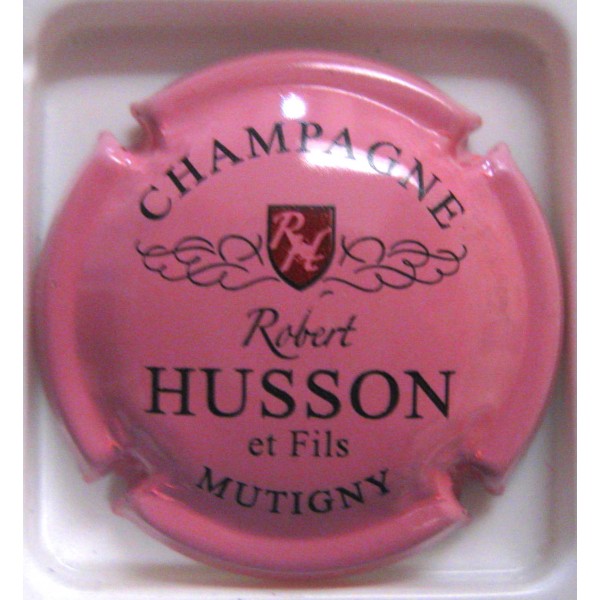 CHAMPAGNE
RH
Robert
HUSSON
et Fils
MUTIGNY